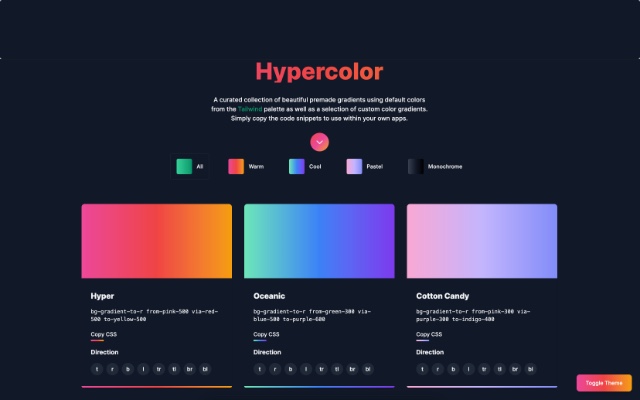 Hypercolor
A curated collection of beautiful premade gradients using default colors
from the Tailwind palette as well as a selection of custom color gradients.
Simply copy the code snippets to use within your own apps.
All Warm Cool Pastel Monochrome
Hyper
bg-gradient-to-r from-pink-500 via-red-
500 to-yellow-500
Copy CSS
Direction
t r b l tr tl br bl
Oceanic
bg-gradient-to-r from-green-300 via-
blue-500 to-purple-600
Copy CSS
Direction
t r b l tr tl br bl
Cotton Candy
bg-gradient-to-r from-pink-300 via-
purple-300 to-indigo-400
Copy CSS
Direction
t r b l tr tl br bl
Toggle Theme